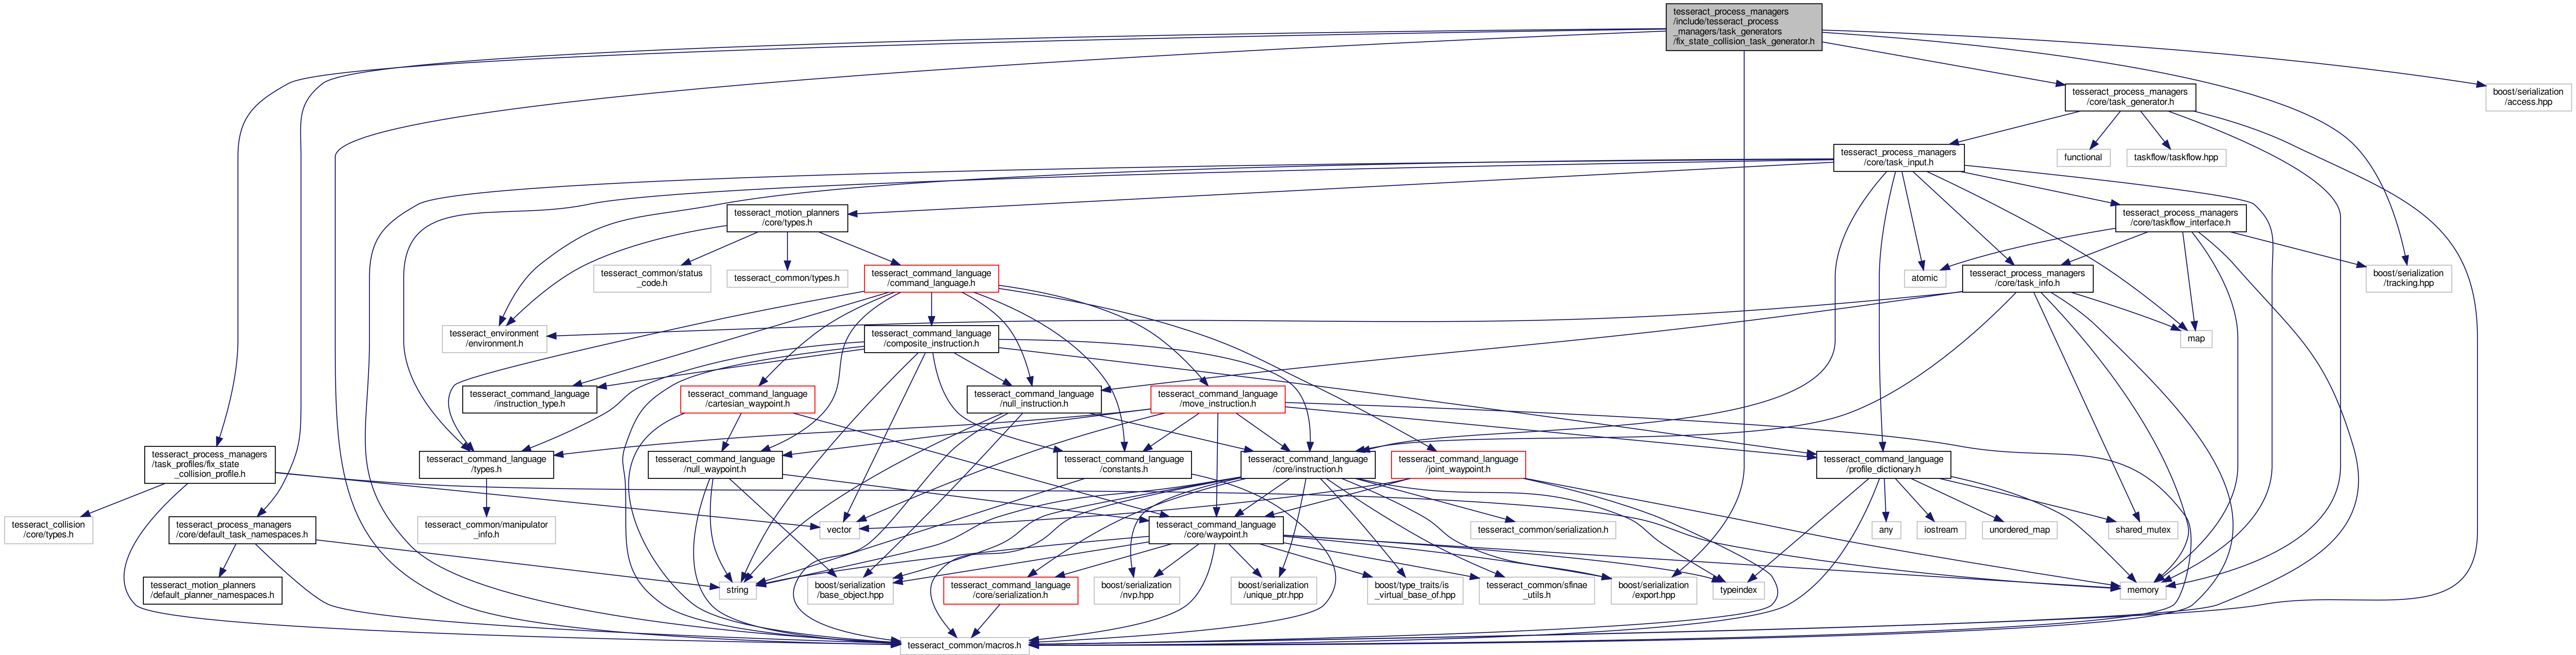 tesseract_process_managers
/include/tesseract_process
_managers/task_generators
/fix_state_collision_task_generator.h
tesseract_process_managers
/core/task_generator.h
boost/serialization
/access.hpp
tesseract_process_managers
/core/task_input.h
functional
taskflow/taskflow.hpp
tesseract_motion_planners
/core/types.h
tesseract_process_managers
/core/taskflow_interface.h
tesseract_common/status
_code.h
tesseract_common/types.h
tesseract_command_language
/command_language.h
atomic
tesseract_process_managers
/core/task_info.h
boost/serialization
/tracking.hpp
tesseract_environment
/environment.h
tesseract_command_language
/composite_instruction.h
map
tesseract_command_language
/instruction_type.h
tesseract_command_language
/cartesian_waypoint.h
tesseract_command_language
/null_instruction.h
tesseract_command_language
/move_instruction.h
tesseract_process_managers
/task_profiles/fix_state
_collision_profile.h
tesseract_command_language
/types.h
tesseract_command_language
/null_waypoint.h
tesseract_command_language
/constants.h
tesseract_command_language
/core/instruction.h
tesseract_command_language
/joint_waypoint.h
tesseract_command_language
/profile_dictionary.h
tesseract_collision
/core/types.h
tesseract_process_managers
/core/default_task_namespaces.h
tesseract_common/manipulator
_info.h
vector
tesseract_command_language
/core/waypoint.h
tesseract_common/serialization.h
any
iostream
unordered_map
shared_mutex
tesseract_motion_planners
/default_planner_namespaces.h
string
boost/serialization
/base_object.hpp
tesseract_command_language
/core/serialization.h
boost/serialization
/nvp.hpp
boost/serialization
/unique_ptr.hpp
boost/type_traits/is
_virtual_base_of.hpp
tesseract_common/sfinae
_utils.h
boost/serialization
/export.hpp
typeindex
memory
tesseract_common/macros.h